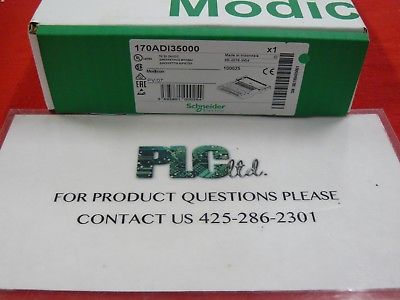 Modic
170ADI35000
x1
Made in Indonesia
Modicon
100625
Schneider
Electric
PLC ltd.
FOR PRODUCT QUESTIONS PLEASE
CONTACT US 425-286-2301